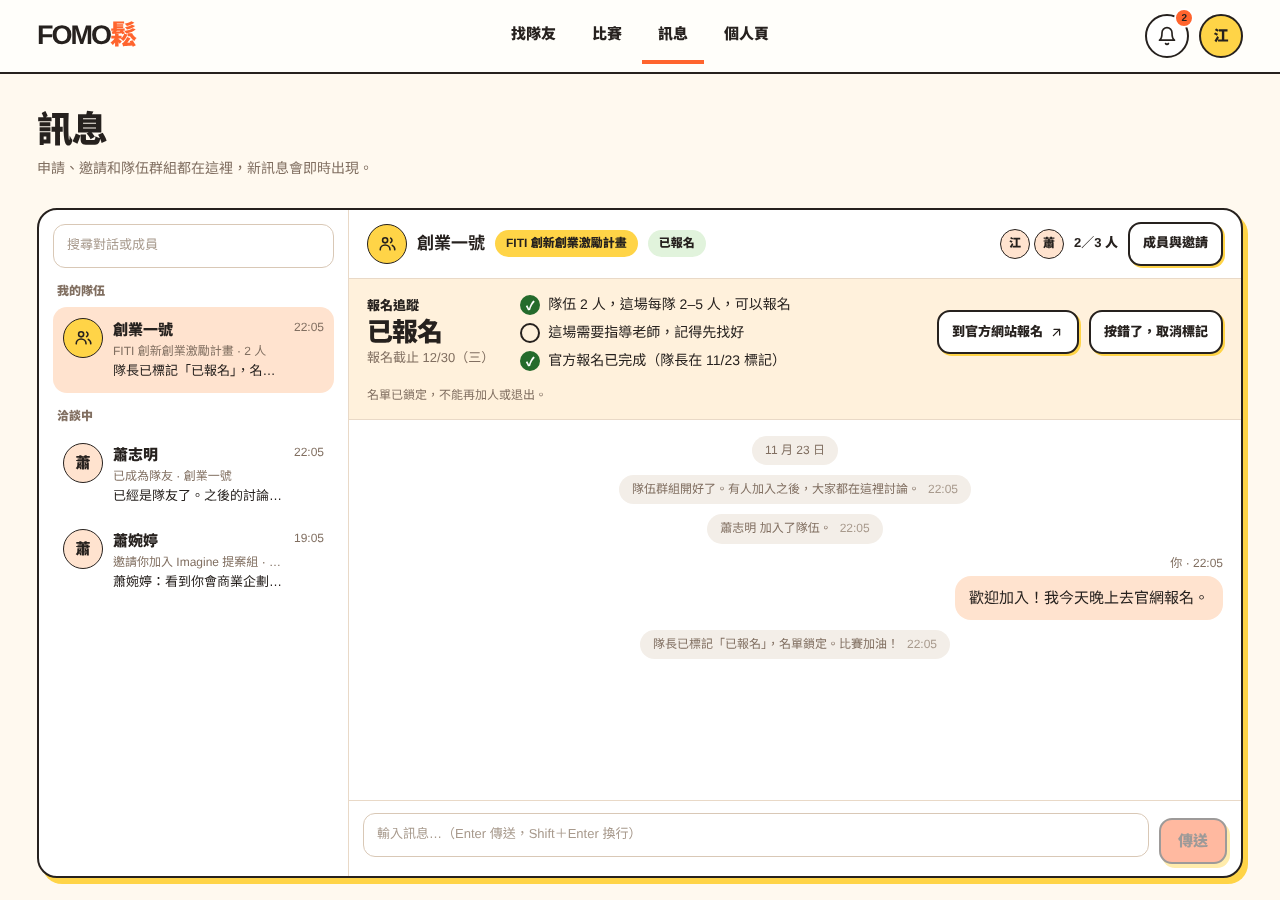 FOMO鬆
找隊友
比賽
訊息
個人頁
2
江
訊息
申請、邀請和隊伍群組都在這裡，新訊息會即時出現。
搜尋對話或成員
我的隊伍
創業一號
22:05
FITI 創新創業激勵計畫 · 2 人
隊長已標記「已報名」，名…
洽談中
蕭
蕭志明
22:05
已成為隊友 · 創業一號
已經是隊友了。之後的討論…
蕭
蕭婉婷
19:05
邀請你加入 Imagine 提案組 · …
蕭婉婷：看到你會商業企劃…
創業一號
FITI 創新創業激勵計畫
已報名
江
蕭
2／3 人
成員與邀請
報名追蹤
已報名
報名截止 12/30（三）
隊伍 2 人，這場每隊 2–5 人，可以報名
這場需要指導老師，記得先找好
官方報名已完成（隊長在 11/23 標記）
到官方網站報名
按錯了，取消標記
名單已鎖定，不能再加人或退出。
11 月 23 日
隊伍群組開好了。有人加入之後，大家都在這裡討論。 22:05
蕭志明 加入了隊伍。 22:05
你 · 22:05
歡迎加入！我今天晚上去官網報名。
隊長已標記「已報名」，名單鎖定。比賽加油！ 22:05
輸入訊息…（Enter 傳送，Shift＋Enter 換行）
傳送